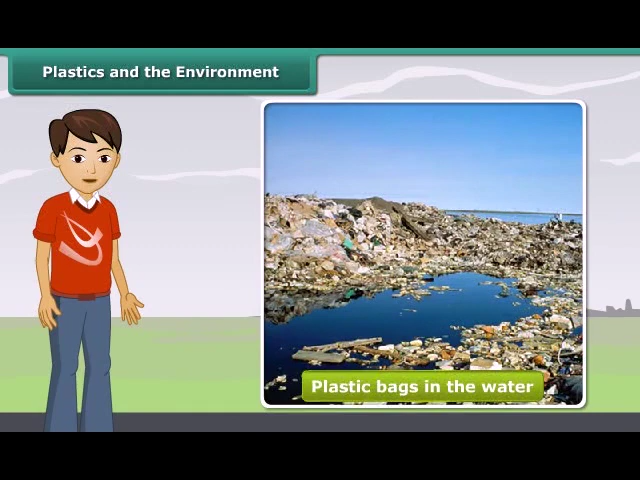 Plastics and the Environment
Plastic bags in the water